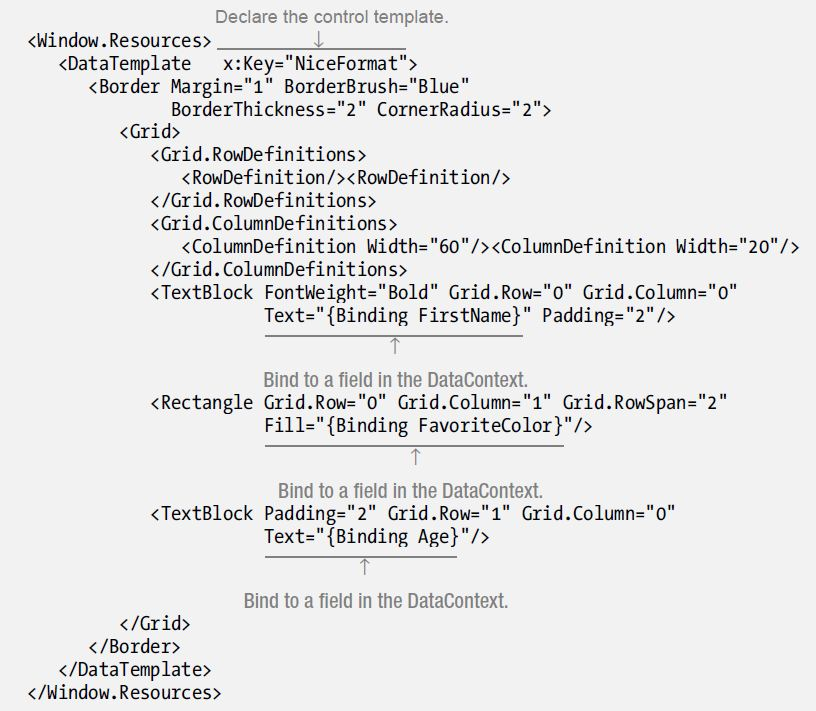 Declare the control template.
<Window.Resources>
<DataTemplate x:Key="NiceFormat">
<Border Margin="1" BorderBrush="Blue"
BorderThickness="2" CornerRadius="2">
<Grid>
<Grid.RowDefinitions>
<RowDefinition/><RowDefinition/>
</Grid.RowDefinitions>
<Grid.ColumnDefinitions>
<ColumnDefinition Width="60"/><ColumnDefinition Width="20"/>
</Grid.ColumnDefinitions>
<TextBlock FontWeight="Bold" Grid.Row="0" Grid.Column="0"
Text="{Binding FirstName}" Padding="2"/>
Bind to a field in the DataContext.
<Rectangle Grid.Row="0" Grid.Column="1" Grid.RowSpan="2"
Fill="{Binding FavoriteColor}"/>
Bind to a field in the DataContext.
<TextBlock Padding="2" Grid.Row="1" Grid.Column="0"
Text="{Binding Age}"/>
Bind to a field in the DataContext.
</Grid>
</Border>
</DataTemplate>
</Window.Resources>